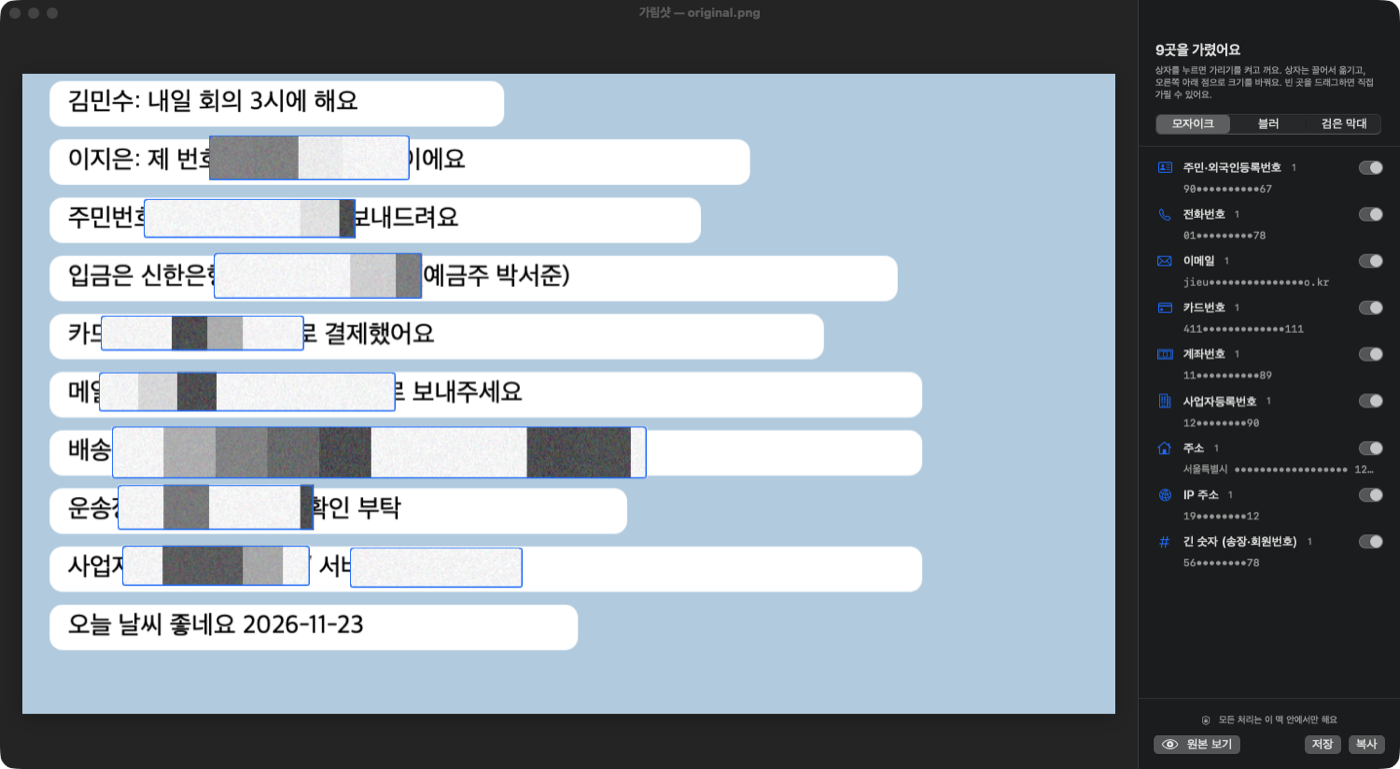 가림샷 — original.png
김민수: 내일 회의 3시에 해요
이지은: 제 이에요
주민번호 보내드려요
입금은 신한은행 예금주 박서준)
카드 로 결제했어요
메일 로 보내주세요
배송
운송장 확인 부탁
사업자 / 서버
오늘 날씨 좋네요 2026-11-23
9곳을 가렸어요
상자를 누르면 가리기를 켜고 꺼요. 상자는 끌어서 옮기고,
오른쪽 아래 점으로 크기를 바꿔요. 빈 곳을 드래그하면 직접
가릴 수 있어요.
모자이크 블러 검은 막대
주민·외국인등록번호 1
90●●●●●●●●●●67
전화번호 1
01●●●●●●●●●78
이메일 1
jieu●●●●●●●●●●●●●●●o.kr
카드번호 1
411●●●●●●●●●●●●●111
계좌번호 1
11●●●●●●●●●●89
사업자등록번호 1
12●●●●●●●●90
주소 1
서울특별시 ●●●●●●●●●●●●●●●●●● 12…
IP 주소 1
19●●●●●●●●12
# 긴 숫자 (송장·회원번호) 1
56●●●●●●●●78
모든 처리는 이 맥 안에서만 해요
원본 보기 저장 복사